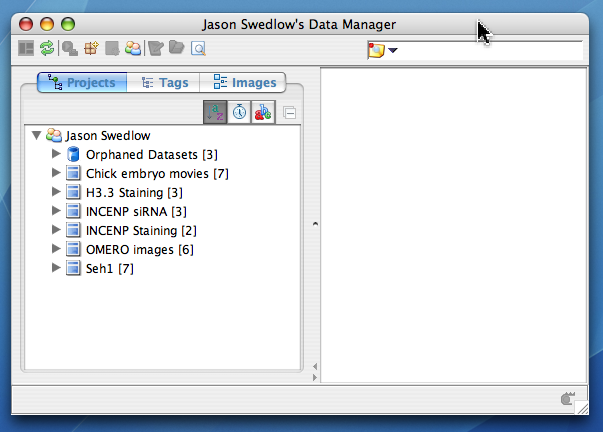 Jason Swedlow's Data Manager
Projects Tags Images
Jason Swedlow
Orphaned Datasets [3]
Chick embryo movies [7]
H3.3 Staining [3]
INCENP siRNA [3]
INCENP Staining [2]
OMERO images [6]
Seh1 [7]